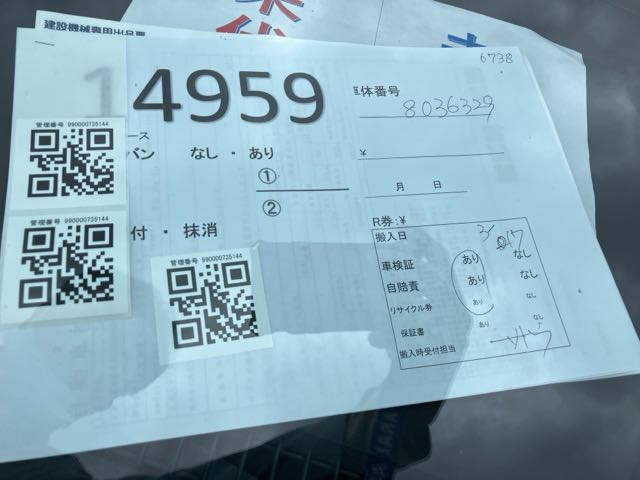 建設機械専用出品票
6738
14959
車体番号
8036329
管理番号 990000735144
ース
バン なし・あり
¥
①
②
月 日
管理番号 990000735144
付・抹消
R券:¥
搬入日 3/
車検証 あり なし
自賠責 あり なし
リサイクル券 あり なし
保証書 あり なし
搬入時受付担当
管理番号 990000735144